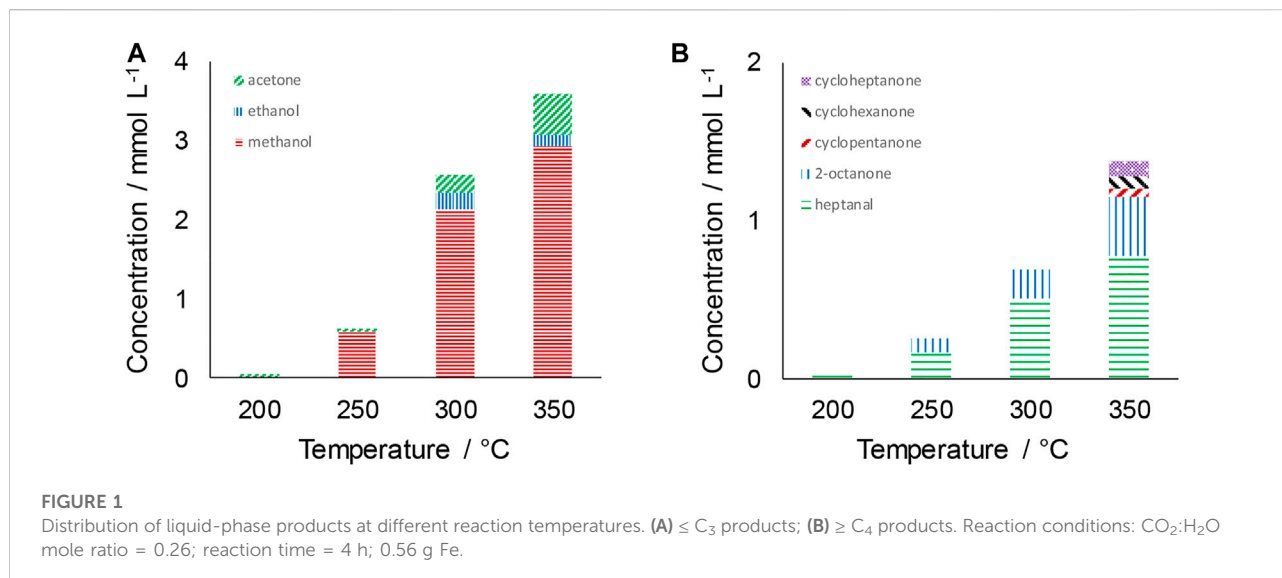 A
4
3
2
1
0
Concentration / mmol L⁻¹
acetone
ethanol
methanol
200 250 300 350
Temperature / °C
B
2
1
0
Concentration / mmol L⁻¹
cycloheptanone
cyclohexanone
cyclopentanone
2-octanone
heptanal
200 250 300 350
Temperature / °C
FIGURE 1
Distribution of liquid-phase products at different reaction temperatures. (A) ≤ C₃ products; (B) ≥ C₄ products. Reaction conditions: CO₂:H₂O
mole ratio = 0.26; reaction time = 4 h; 0.56 g Fe.